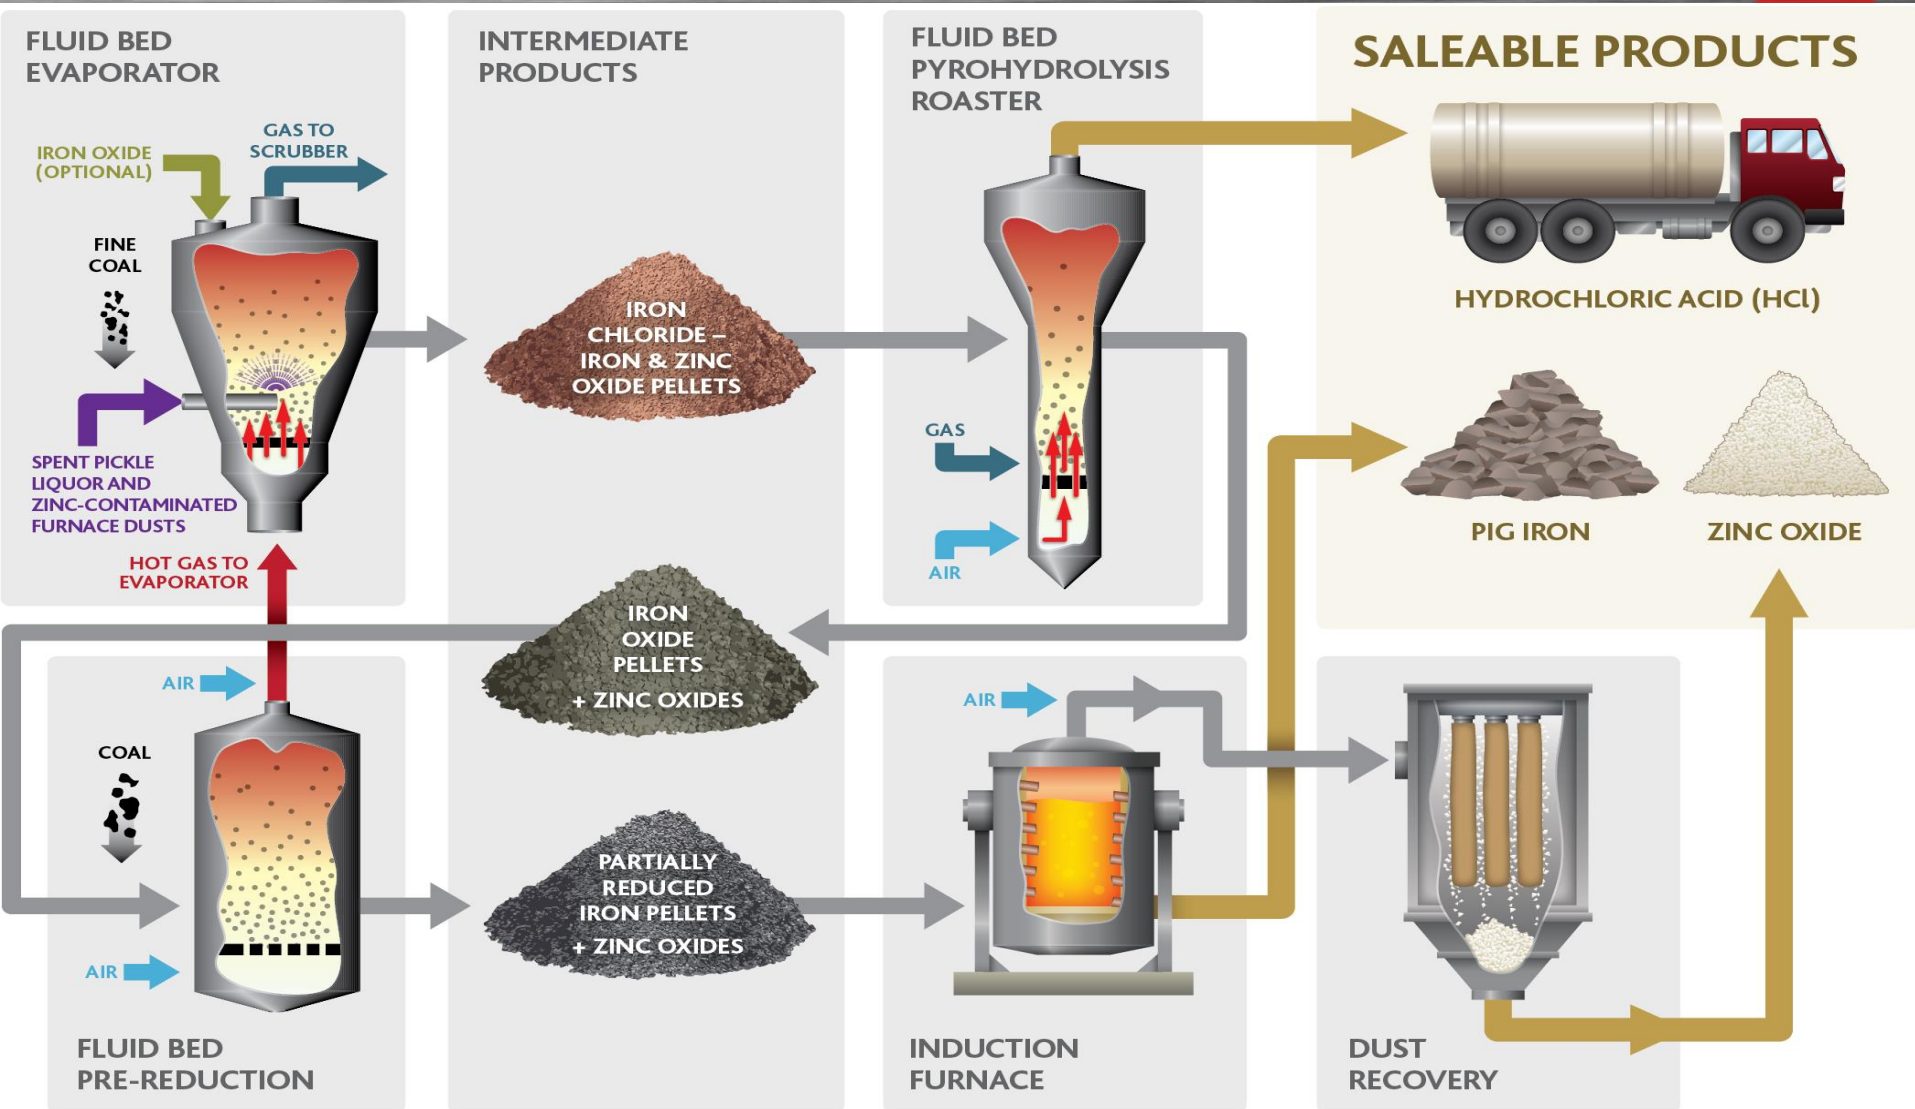 FLUID BED
EVAPORATOR
IRON OXIDE
(OPTIONAL)
GAS TO
SCRUBBER
FINE
COAL
SPENT PICKLE
LIQUOR AND
ZINC-CONTAMINATED
FURNACE DUSTS
HOT GAS TO
EVAPORATOR
INTERMEDIATE
PRODUCTS
IRON
CHLORIDE –
IRON & ZINC
OXIDE PELLETS
IRON
OXIDE
PELLETS
+ ZINC OXIDES
PARTIALLY
REDUCED
IRON PELLETS
+ ZINC OXIDES
FLUID BED
PYROHYDROLYSIS
ROASTER
GAS
AIR
SALEABLE PRODUCTS
HYDROCHLORIC ACID (HCl)
PIG IRON
ZINC OXIDE
AIR
COAL
AIR
FLUID BED
PRE-REDUCTION
AIR
INDUCTION
FURNACE
DUST
RECOVERY